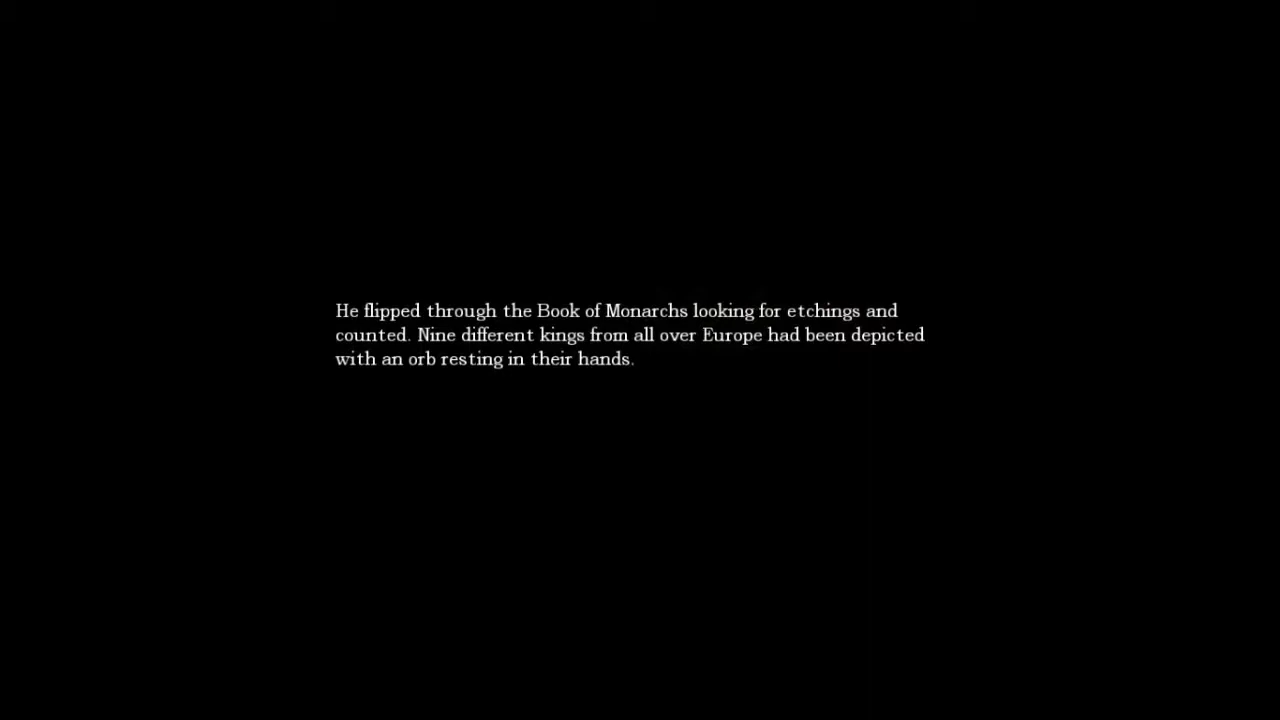 He flipped through the Book of Monarchs looking for etchings and
counted. Nine different kings from all over Europe had been depicted
with an orb resting in their hands.